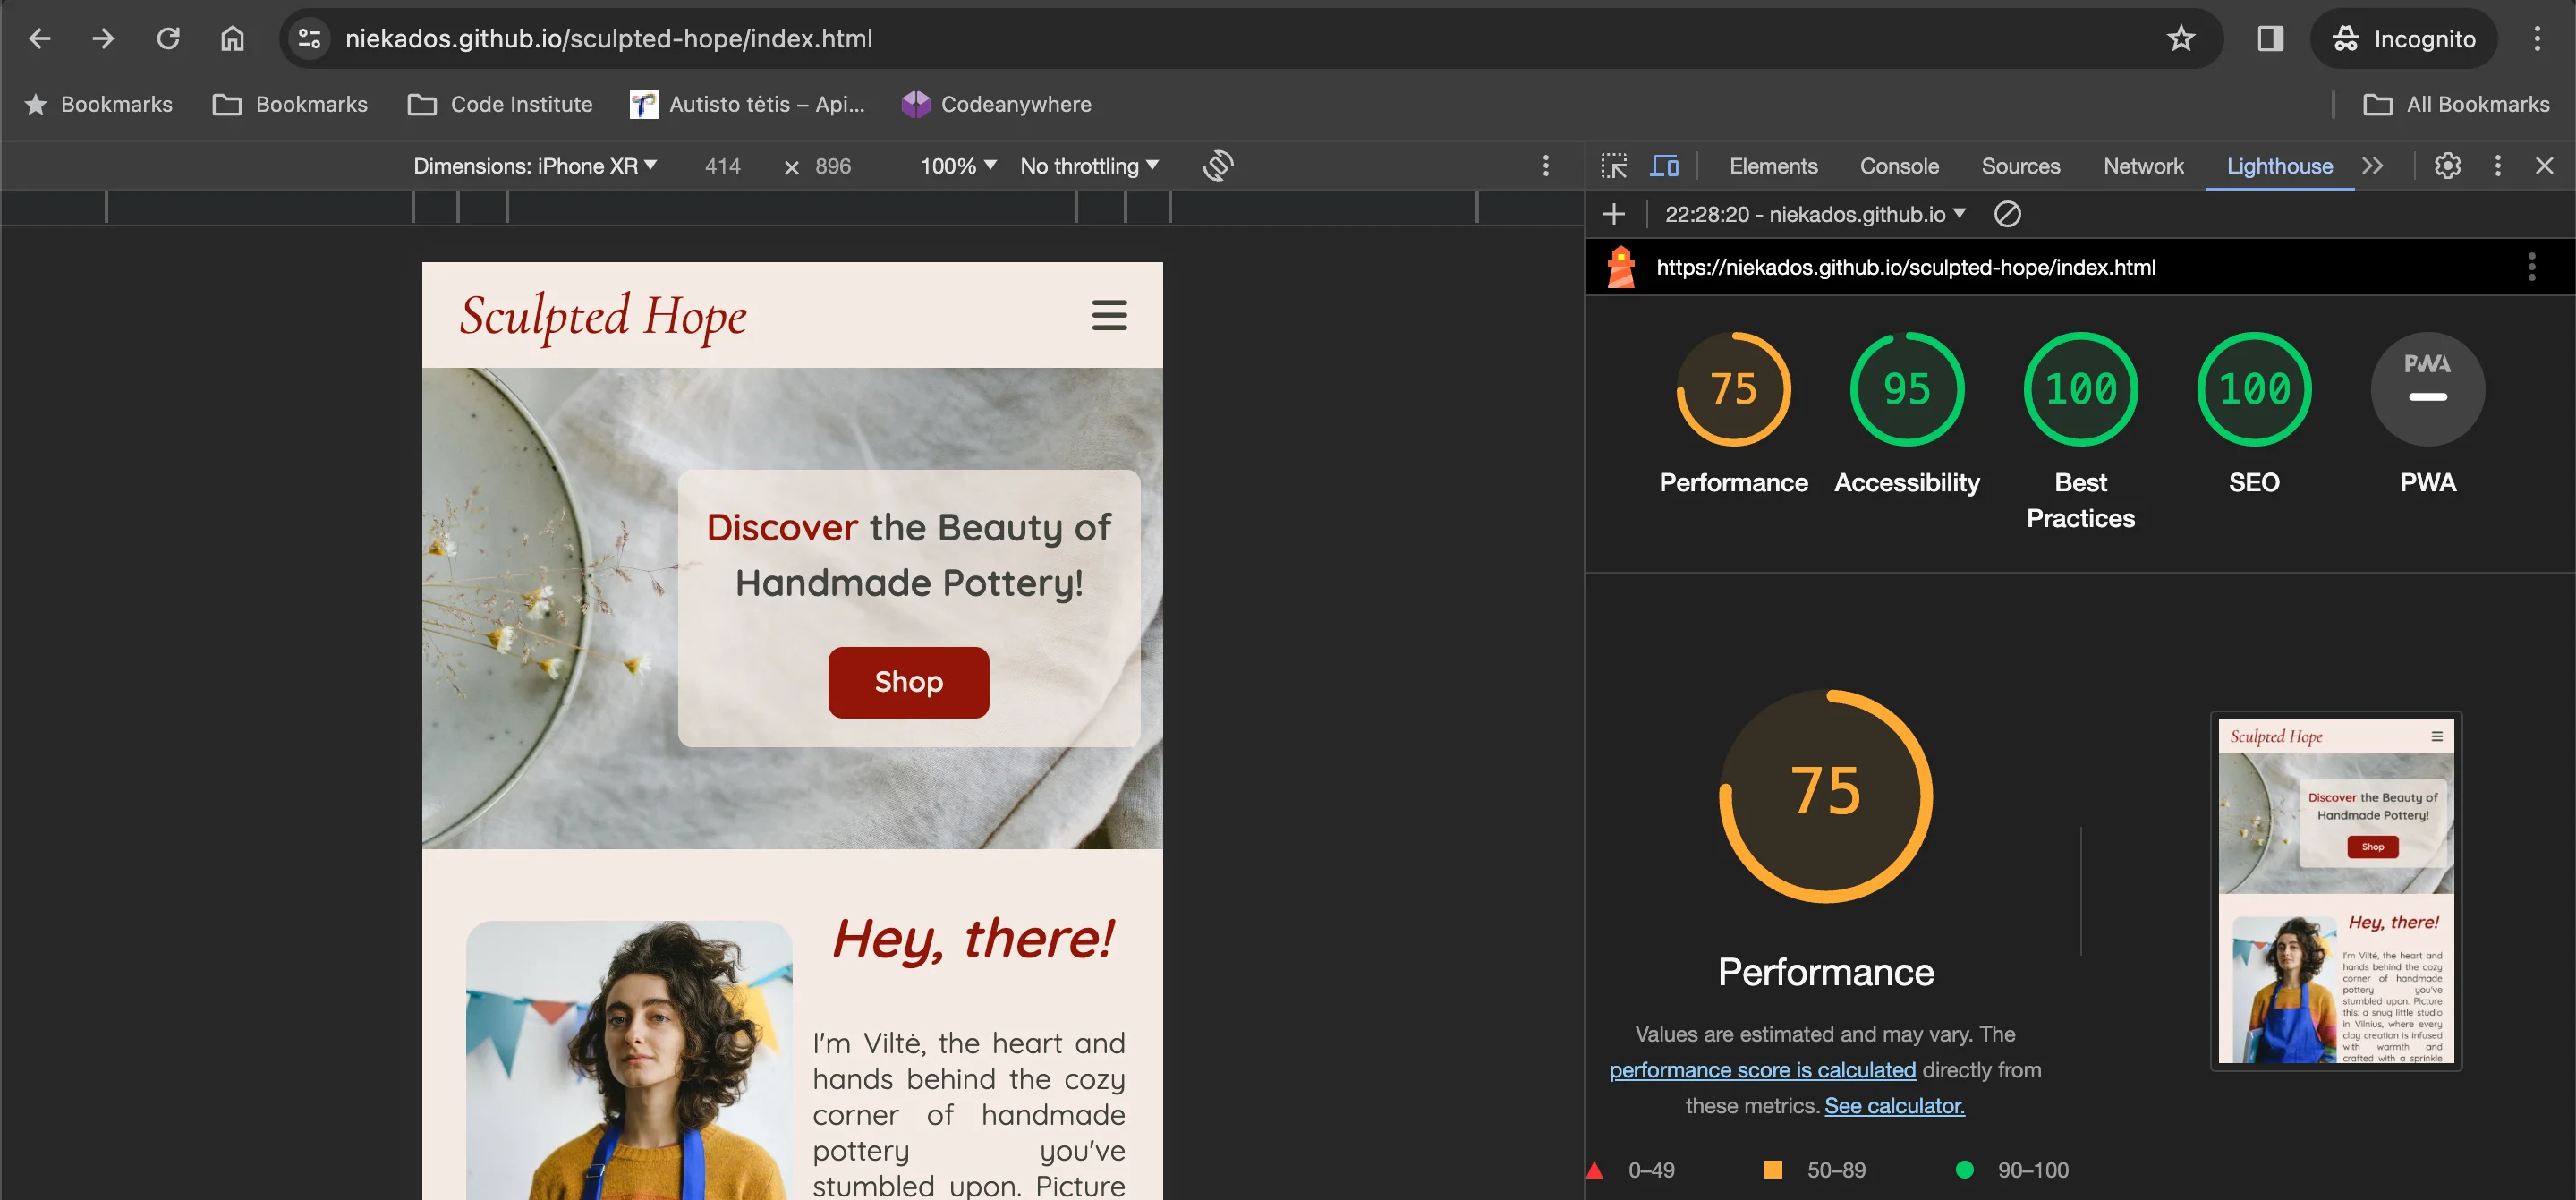 niekados.github.io/sculpted-hope/index.html
Incognito
Bookmarks
Bookmarks
Code Institute
Autisto tėtis – Api...
Codeanywhere
All Bookmarks
Dimensions: iPhone XR
414
×
896
100%
No throttling
Elements
Console
Sources
Network
Lighthouse
22:28:20 - niekados.github.io
https://niekados.github.io/sculpted-hope/index.html
Sculpted Hope
Discover the Beauty of
Handmade Pottery!
Shop
Hey, there!
I'm Viltė, the heart and
hands behind the cozy
corner of handmade
pottery you've
stumbled upon. Picture
75
95
100
100
PWA
Performance
Accessibility
Best
Practices
SEO
PWA
75
Performance
Values are estimated and may vary. The
performance score is calculated directly from
these metrics. See calculator.
0–49
50–89
90–100
Sculpted Hope
Discover the Beauty of
Handmade Pottery!
Shop
Hey, there!
I'm Viltė, the heart and
hands behind the cozy
corner of handmade
pottery you've
stumbled upon. Picture
this: a snug little studio
in Vilnius, where every
clay creation is infused
with warmth and
crafted with a sprinkle